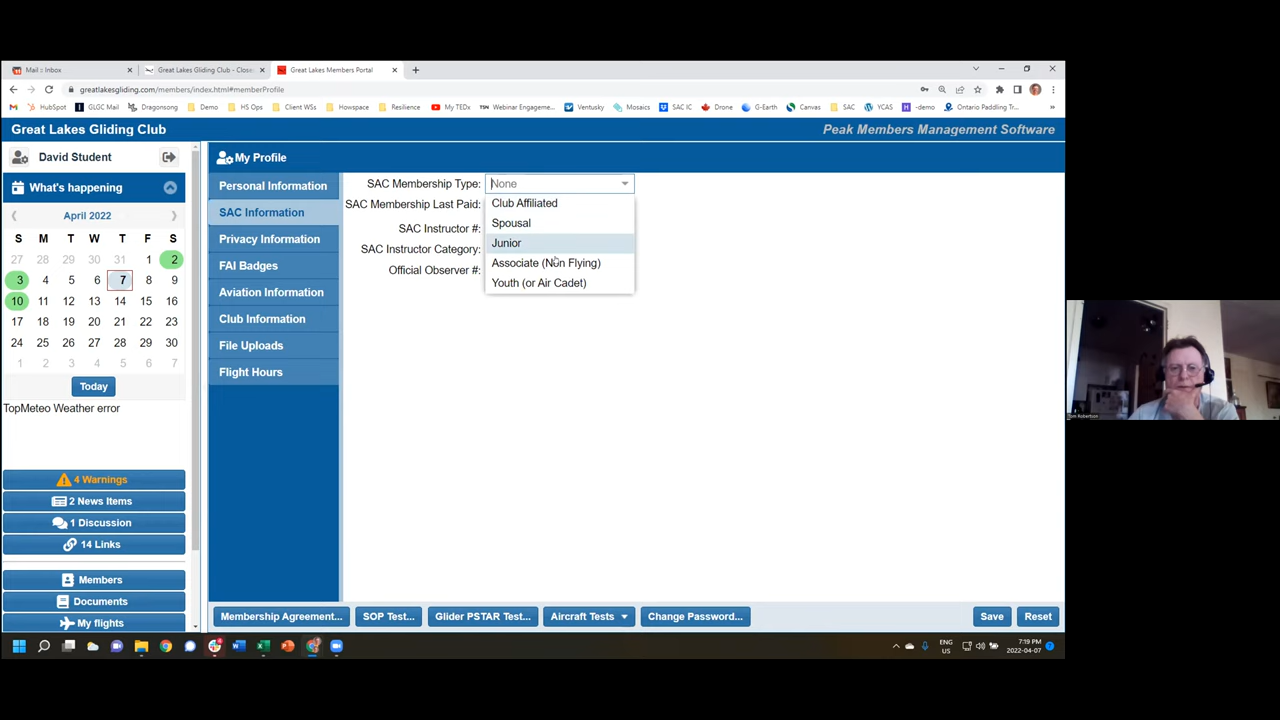 Mail :: Inbox
Great Lakes Gliding Club - Close
Great Lakes Members Portal
greatlakesgliding.com/members/index.html#memberProfile
HubSpot
GLGC Mail
Dragonsong
Demo
HS Ops
Client WSs
Howspace
Resilience
My TEDx
TSN Webinar Engageme...
Ventusky
Mosaics
SAC IC
Drone
G-Earth
Canvas
SAC
YCAS
-demo
Ontario Paddling Tr...
Great Lakes Gliding Club
Peak Members Management Software
David Student
What's happening
April 2022
S M T W T F S
27 28 29 30 31 1 2
3 4 5 6 7 8 9
10 11 12 13 14 15 16
17 18 19 20 21 22 23
24 25 26 27 28 29 30
1 2 3 4 5 6 7
Today
TopMeteo Weather error
4 Warnings
2 News Items
1 Discussion
14 Links
Members
Documents
My flights
My Profile
Personal Information
SAC Information
Privacy Information
FAI Badges
Aviation Information
Club Information
File Uploads
Flight Hours
SAC Membership Type: None
SAC Membership Last Paid:
SAC Instructor #:
SAC Instructor Category:
Official Observer #:
Club Affiliated
Spousal
Junior
Associate (Non Flying)
Youth (or Air Cadet)
Membership Agreement...
SOP Test...
Glider PSTAR Test...
Aircraft Tests
Change Password...
Save
Reset
ENG
US
7:19 PM
2022-04-07
Tom Robertson